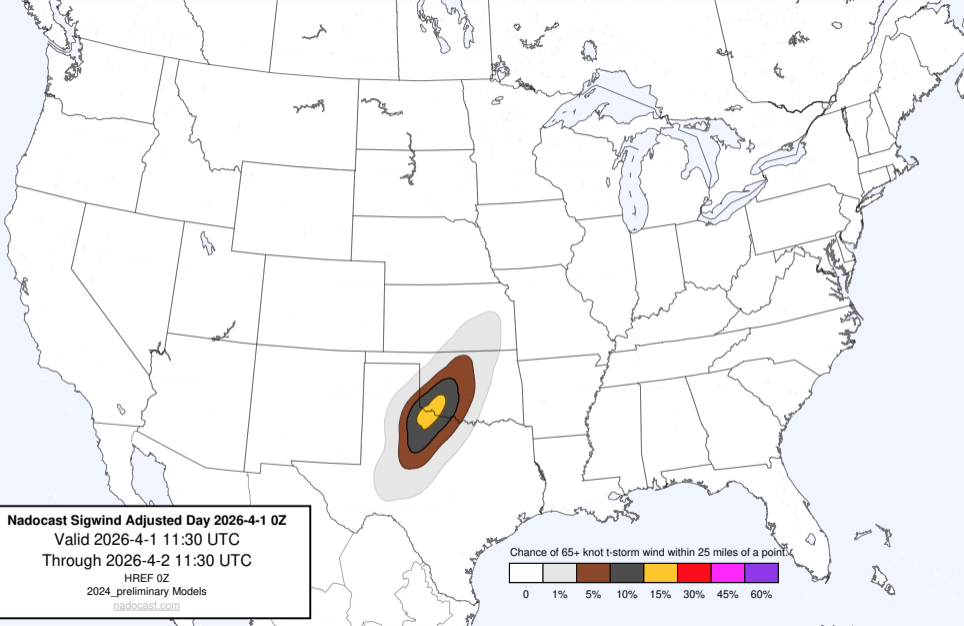 Nadocast Sigwind Adjusted Day 2026-4-1 0Z
Valid 2026-4-1 11:30 UTC
Through 2026-4-2 11:30 UTC
HREF 0Z
2024_preliminary Models
nadocast.com
Chance of 65+ knot t-storm wind within 25 miles of a point.
0 1% 5% 10% 15% 30% 45% 60%